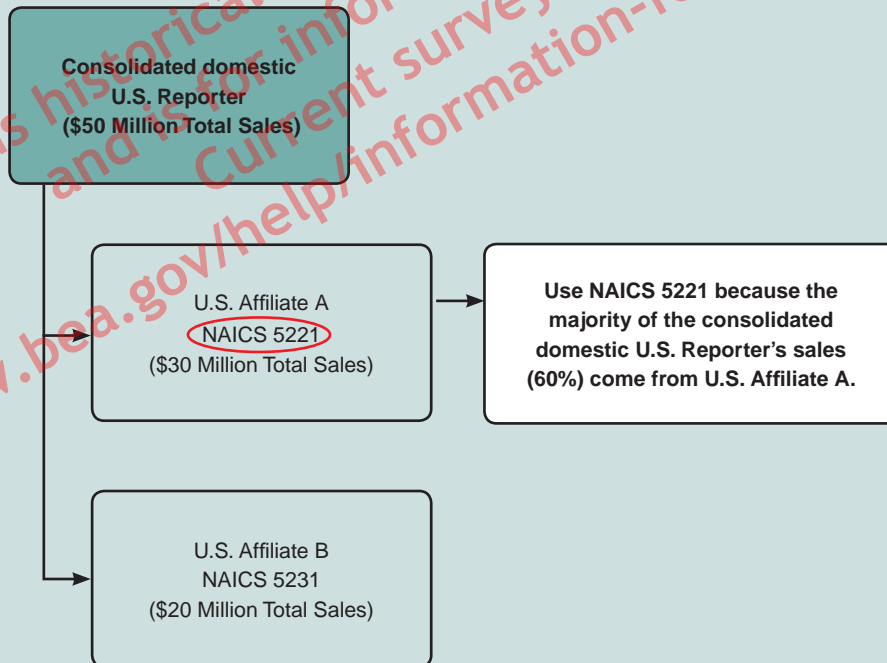 Consolidated domestic
U.S. Reporter
($50 Million Total Sales)
U.S. Affiliate A
NAICS 5221
($30 Million Total Sales)
Use NAICS 5221 because the
majority of the consolidated
domestic U.S. Reporter’s sales
(60%) come from U.S. Affiliate A.
U.S. Affiliate B
NAICS 5231
($20 Million Total Sales)
s historical
and is for infor
Current survey
.bea.gov/help/information-f